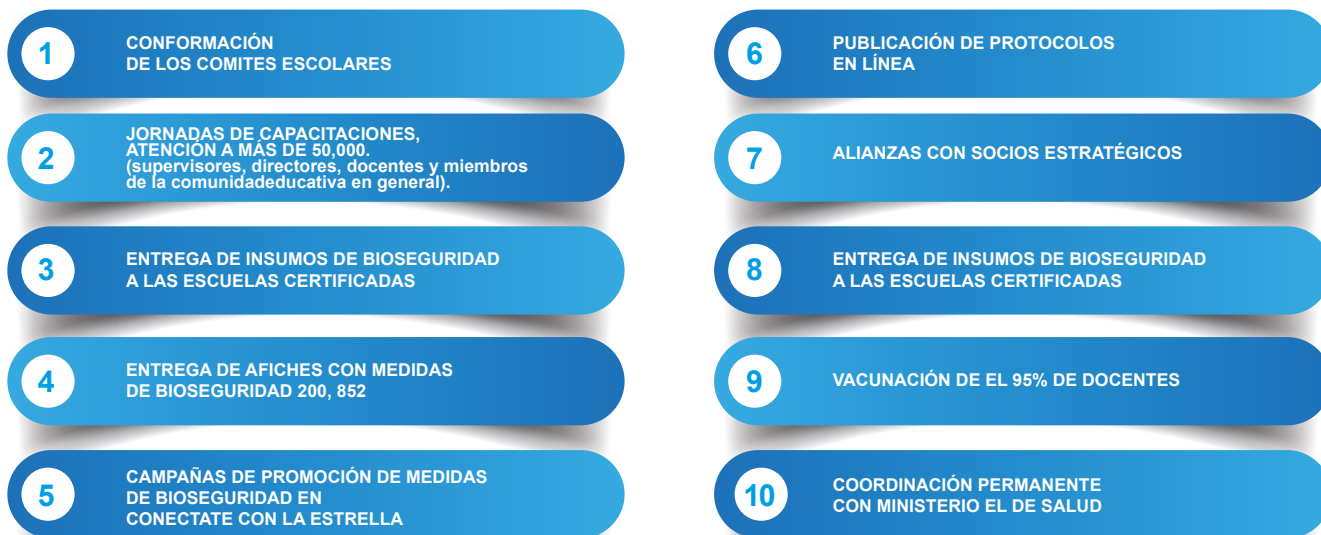 1
CONFORMACIÓN
DE LOS COMITES ESCOLARES
2
JORNADAS DE CAPACITACIONES,
ATENCIÓN A MÁS DE 50,000.
(supervisores, directores, docentes y miembros
de la comunidadeducativa en general).
3
ENTREGA DE INSUMOS DE BIOSEGURIDAD
A LAS ESCUELAS CERTIFICADAS
4
ENTREGA DE AFICHES CON MEDIDAS
DE BIOSEGURIDAD 200, 852
5
CAMPAÑAS DE PROMOCIÓN DE MEDIDAS
DE BIOSEGURIDAD EN
CONECTATE CON LA ESTRELLA
6
PUBLICACIÓN DE PROTOCOLOS
EN LÍNEA
7
ALIANZAS CON SOCIOS ESTRATÉGICOS
8
ENTREGA DE INSUMOS DE BIOSEGURIDAD
A LAS ESCUELAS CERTIFICADAS
9
VACUNACIÓN DE EL 95% DE DOCENTES
10
COORDINACIÓN PERMANENTE
CON MINISTERIO EL DE SALUD